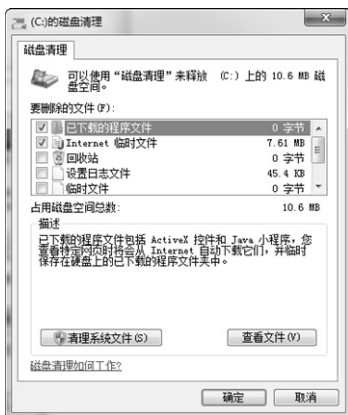 (C:)的磁盘清理
磁盘清理
可以使用“磁盘清理”来释放 (C:) 上的 10.6 MB 磁
盘空间。
要删除的文件(F):
已下载的程序文件 0 字节
Internet 临时文件 7.61 MB
回收站 0 字节
设置日志文件 45.4 KB
临时文件 0 字节
占用磁盘空间总数: 10.6 MB
描述
已下载的程序文件包括 ActiveX 控件和 Java 小程序，您
查看特定网页时将会从 Internet 自动下载它们，并临时
保存在硬盘上的已下载的程序文件夹中。
清理系统文件(S) 查看文件(V)
磁盘清理如何工作?
确定 取消